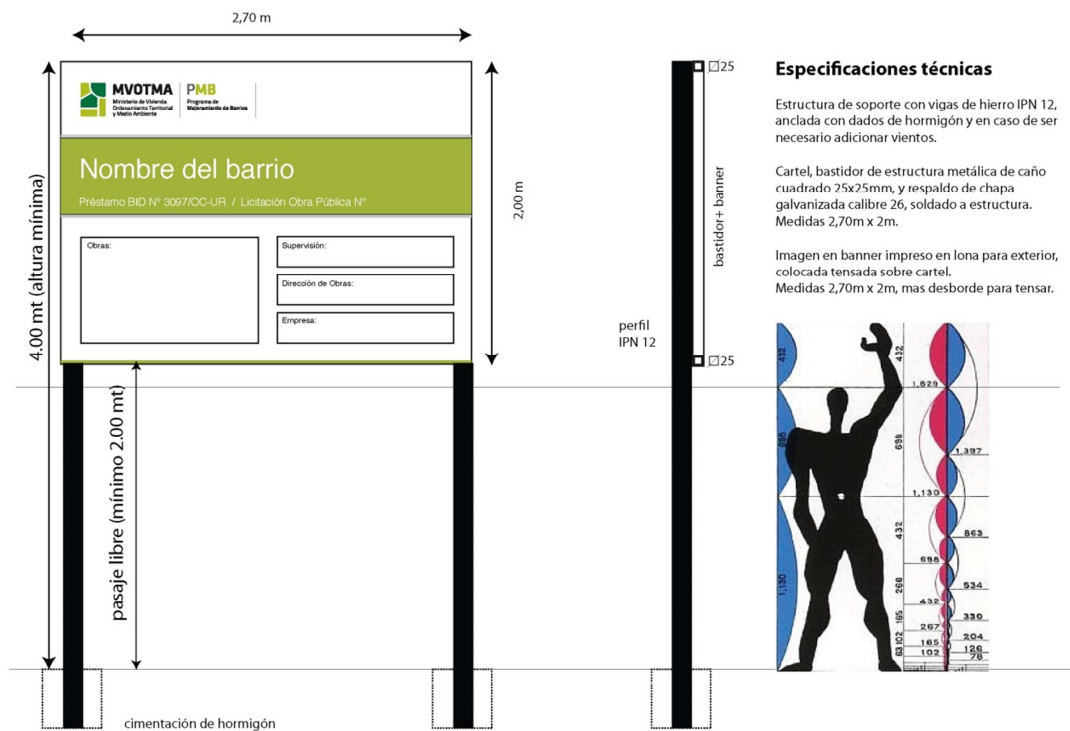 2,70 m
MVOTMA
Ministerio de Vivienda
Ordenamiento Territorial
y Medio Ambiente
PMB
Programa de
Mejoramiento de Barrios
Nombre del barrio
Préstamo BID Nº 3097/OC-UR / Licitación Obra Pública Nº
Obras:
Supervisión:
Dirección de Obras:
Empresa:
4.00 mt (altura mínima)
2,00 m
pasaje libre (mínimo 2.00 mt)
cimentación de hormigón
25
bastidor+ banner
25
perfil
IPN 12
Especificaciones técnicas
Estructura de soporte con vigas de hierro IPN 12,
anclada con dados de hormigón y en caso de ser
necesario adicionar vientos.
Cartel, bastidor de estructura metálica de caño
cuadrado 25x25mm, y respaldo de chapa
galvanizada calibre 26, soldado a estructura.
Medidas 2,70m x 2m.
Imagen en banner impreso en lona para exterior,
colocada tensada sobre cartel.
Medidas 2,70m x 2m, mas desborde para tensar.
432
698
1,130
432
698
432
268
165
102
63
1,829
1,130
698
432
267
165
102
1,397
863
534
330
204
126
78